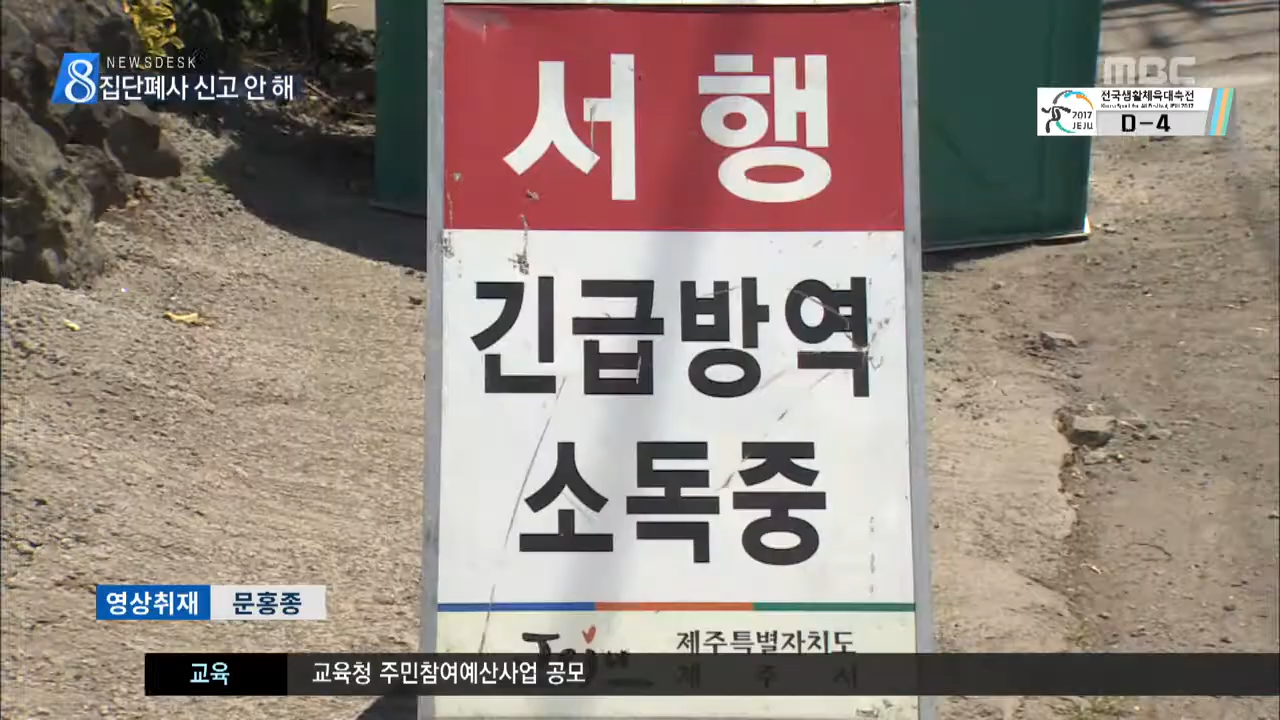 NEWSDESK
8 집단폐사 신고 안 해
MBC
전국생활체육대축전
2017
JEJU
D-4
서행
긴급방역
소독중
영상취재 문홍종
Jeju
제주특별자치도
제주시
교육 교육청 주민참여예산사업 공모